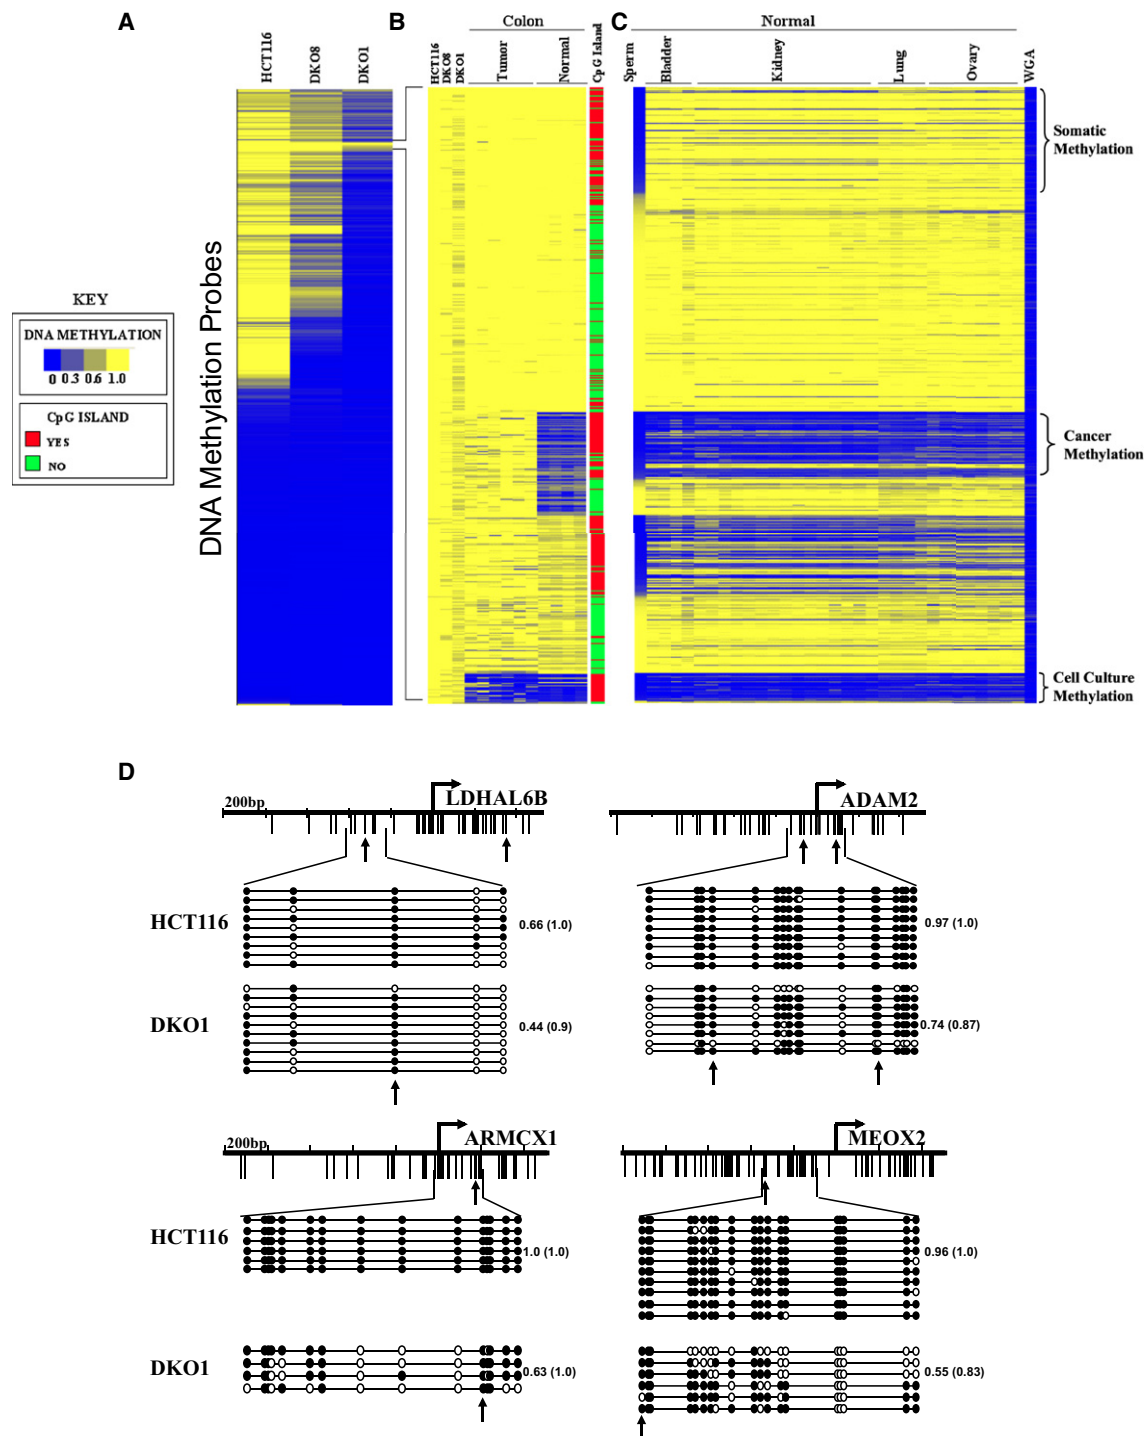 A
HCT116
DKO8
DKO1
DNA Methylation Probes
KEY
DNA METHYLATION
0 0.3 0.6 1.0
CpG ISLAND
YES
NO
B
Colon
HCT116
DKO8
DKO1
Tumor
Normal
CpG Island
C
Normal
Sperm
Bladder
Kidney
Lung
Ovary
WGA
Somatic
Methylation
Cancer
Methylation
Cell Culture
Methylation
D
200bp
LDHAL6B
HCT116
0.66 (1.0)
DKO1
0.44 (0.9)
ADAM2
0.97 (1.0)
0.74 (0.87)
200bp
ARMCX1
HCT116
1.0 (1.0)
DKO1
0.63 (1.0)
MEOX2
0.96 (1.0)
0.55 (0.83)